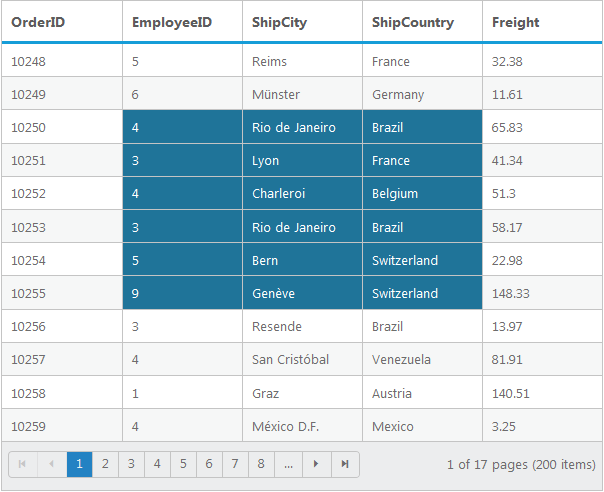 OrderID EmployeeID ShipCity ShipCountry Freight
10248 5 Reims France 32.38
10249 6 Münster Germany 11.61
10250 4 Rio de Janeiro Brazil 65.83
10251 3 Lyon France 41.34
10252 4 Charleroi Belgium 51.3
10253 3 Rio de Janeiro Brazil 58.17
10254 5 Bern Switzerland 22.98
10255 9 Genève Switzerland 148.33
10256 3 Resende Brazil 13.97
10257 4 San Cristóbal Venezuela 81.91
10258 1 Graz Austria 140.51
10259 4 México D.F. Mexico 3.25
1 2 3 4 5 6 7 8 ... 1 of 17 pages (200 items)